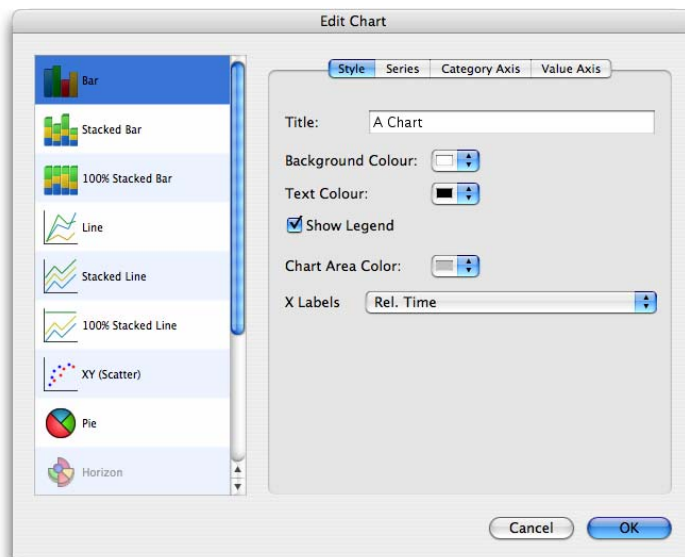 Edit Chart
Bar
Stacked Bar
100% Stacked Bar
Line
Stacked Line
100% Stacked Line
XY (Scatter)
Pie
Horizon
Style Series Category Axis Value Axis
Title: A Chart
Background Colour:
Text Colour:
Show Legend
Chart Area Color:
X Labels Rel. Time
Cancel OK